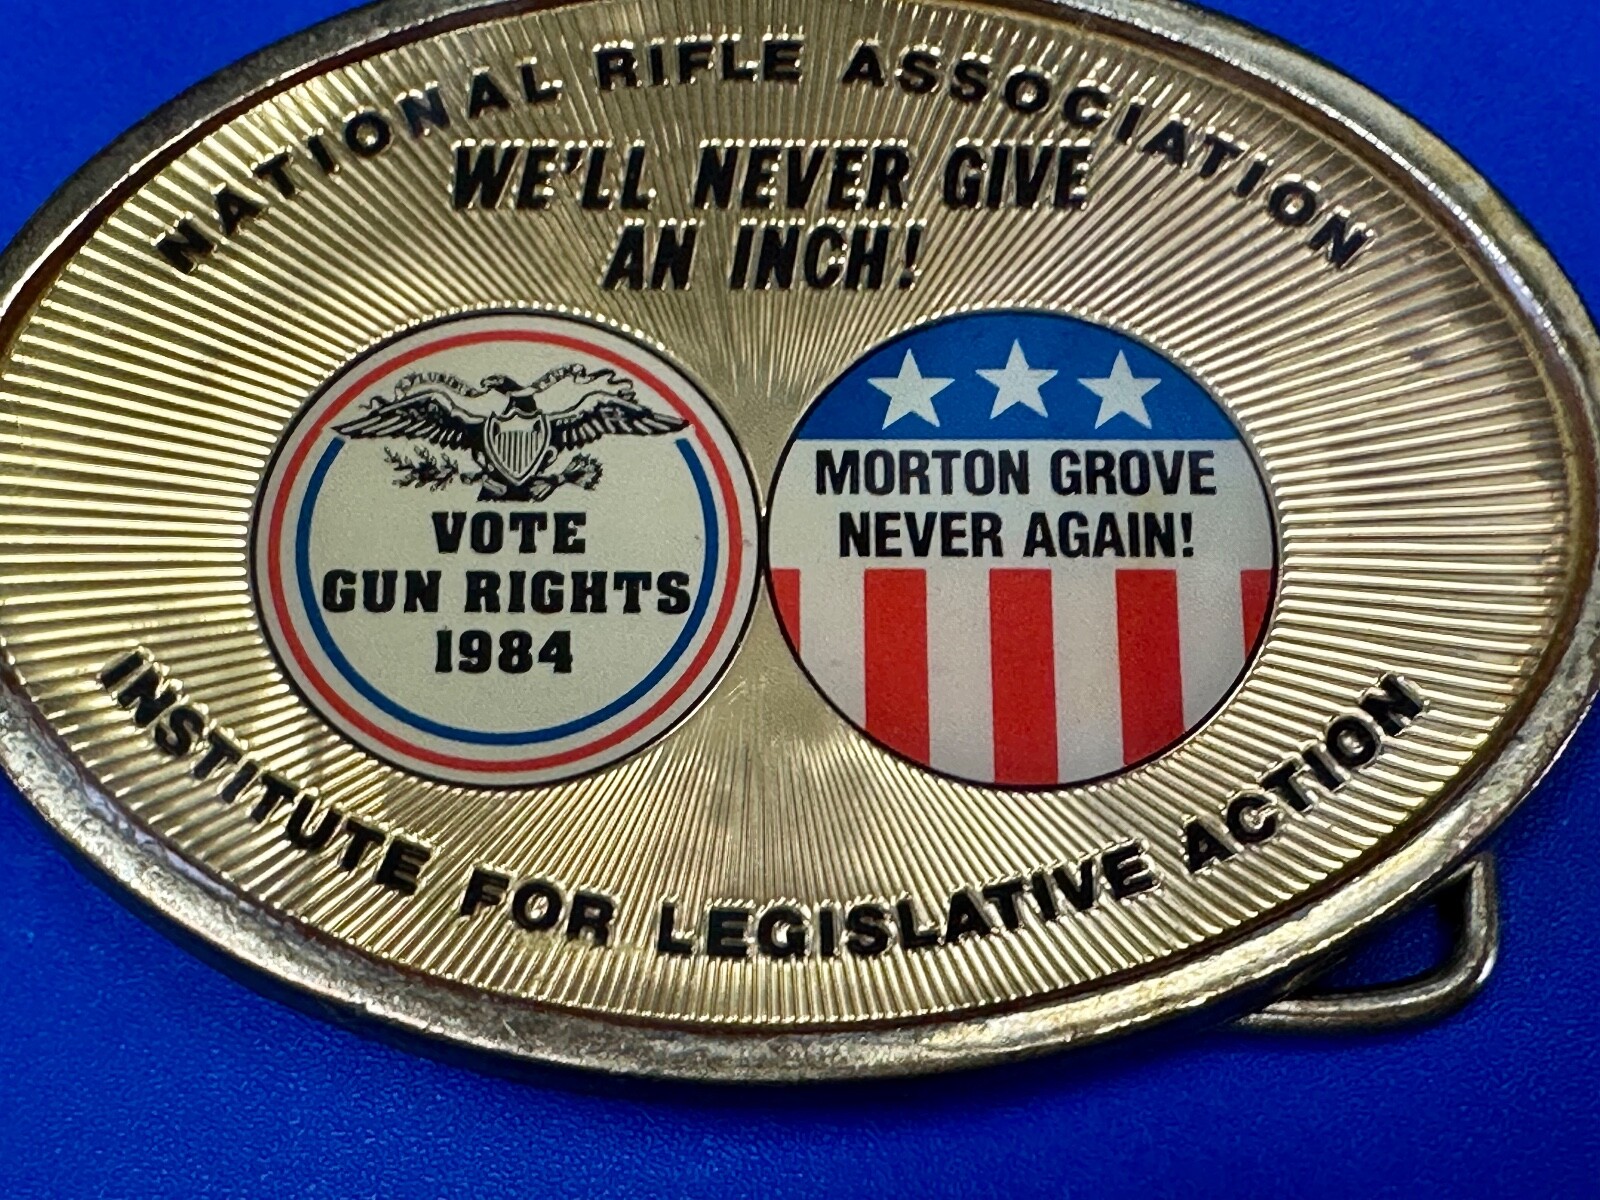 NATIONAL RIFLE ASSOCIATION
WE'LL NEVER GIVE
AN INCH!
VOTE
GUN RIGHTS
1984
MORTON GROVE
NEVER AGAIN!
INSTITUTE FOR LEGISLATIVE ACTION